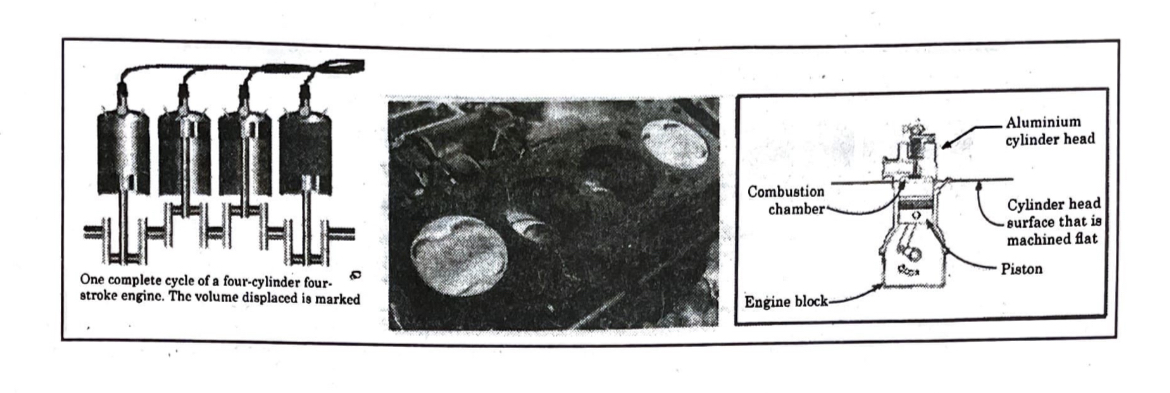 One complete cycle of a four-cylinder four-
stroke engine. The volume displaced is marked
Aluminium
cylinder head
Combustion
chamber
Cylinder head
surface that is
machined flat
Piston
Engine block